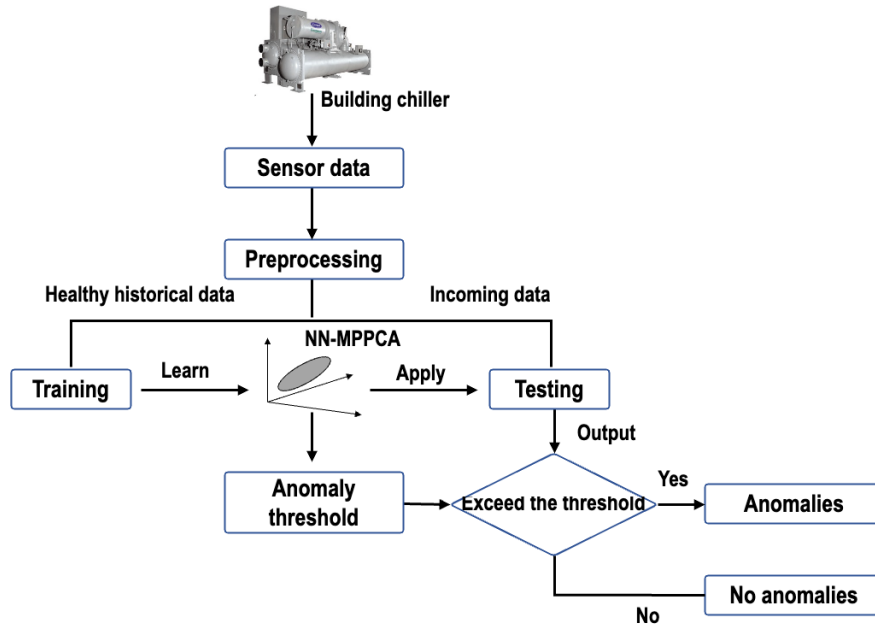 Building chiller
Sensor data
Preprocessing
Healthy historical data
Incoming data
NN-MPPCA
Training
Learn
Apply
Testing
Output
Anomaly
threshold
Exceed the threshold
Yes
Anomalies
No
No anomalies